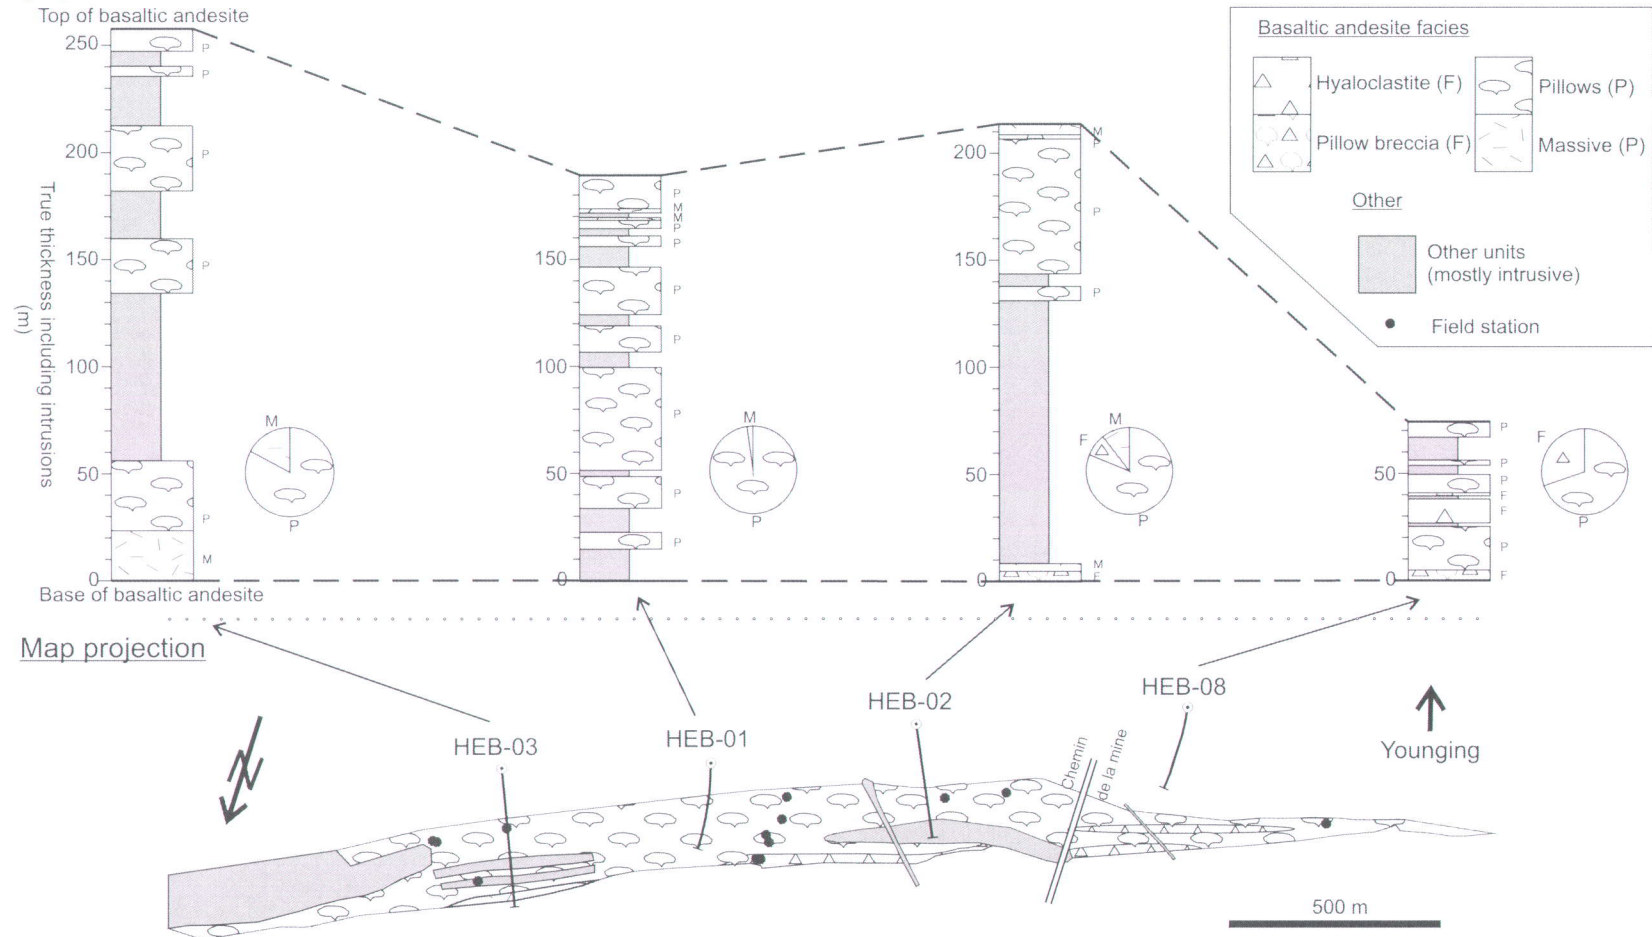 Top of basaltic andesite
Base of basaltic andesite
True thickness including intrusions
(m)
250
200
150
100
50
0
P
P
P
P
P
M
M
P
150
100
50
0
P
M
M
P
P
P
P
P
P
P
M
P
200
150
100
50
0
M
P
P
P
M
F
M
F
P
50
0
P
P
P
F
F
P
F
F
P
Basaltic andesite facies
Hyaloclastite (F)
Pillows (P)
Pillow breccia (F)
Massive (P)
Other
Other units
(mostly intrusive)
Field station
Map projection
N
HEB-03
HEB-01
HEB-02
HEB-08
Chemin
de la mine
Younging
500 m